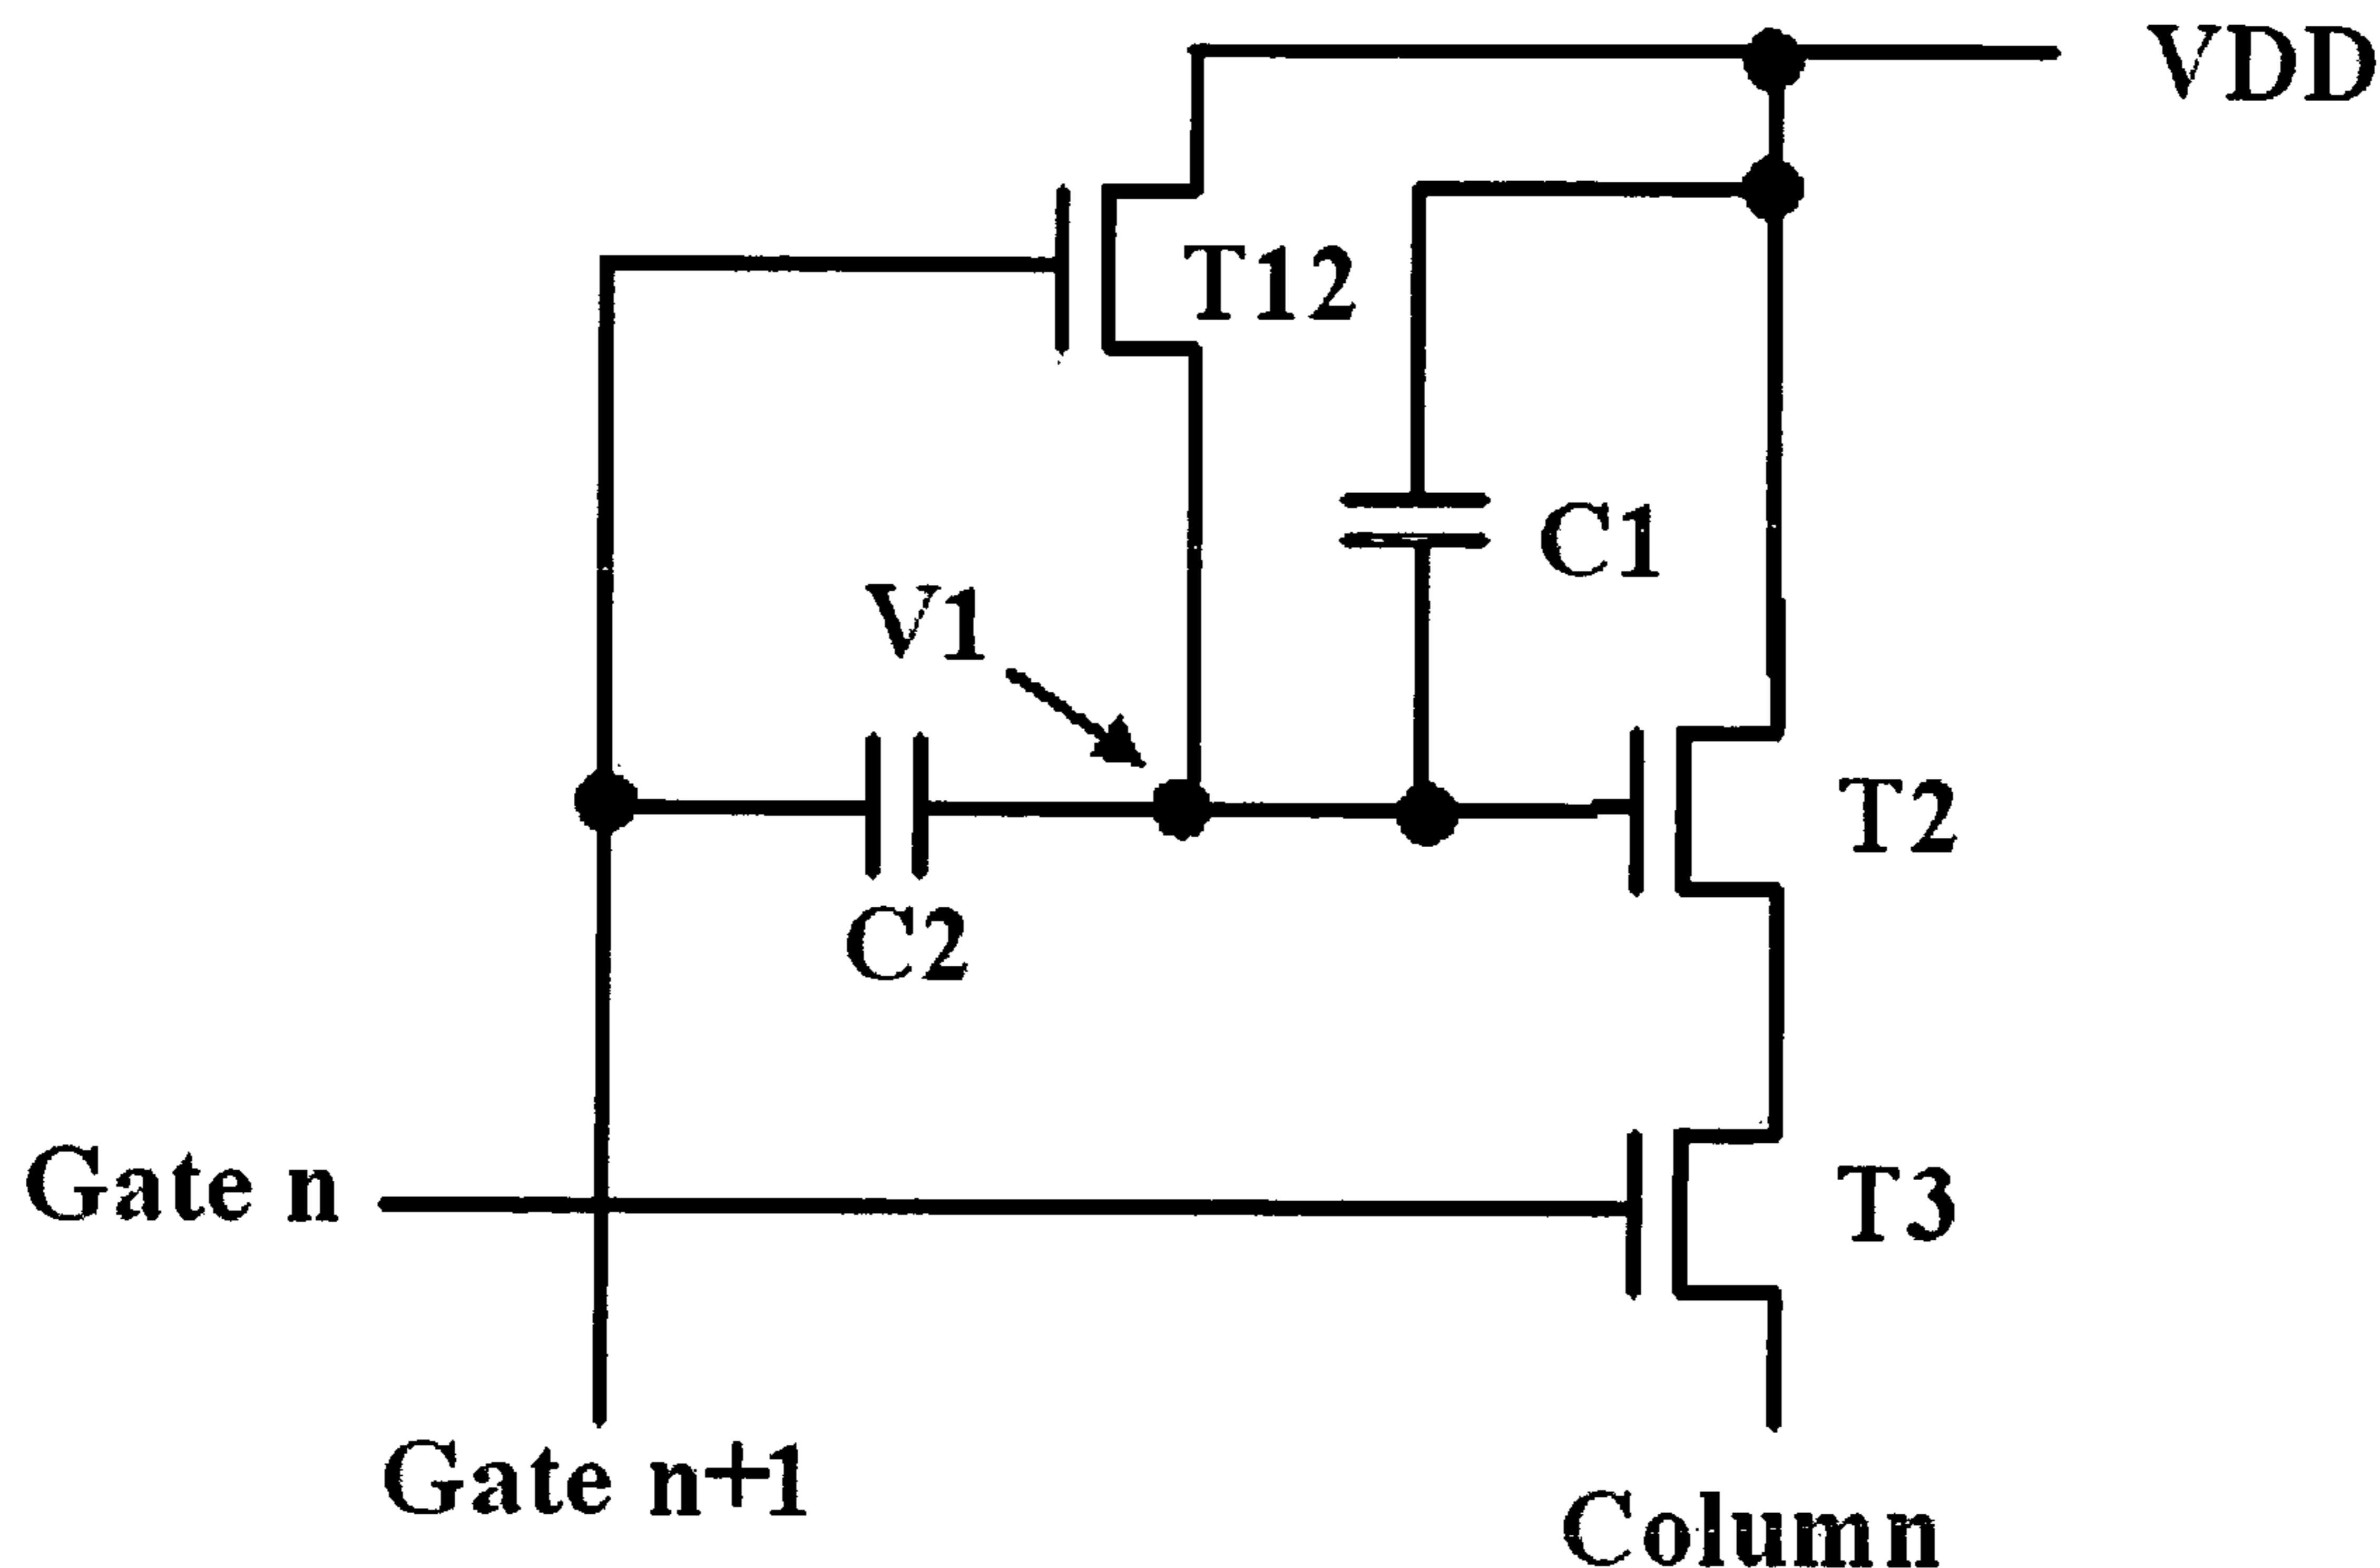 VDD
T12
C1
V1
T2
C2
Gate n
T3
Gate n+1
Column